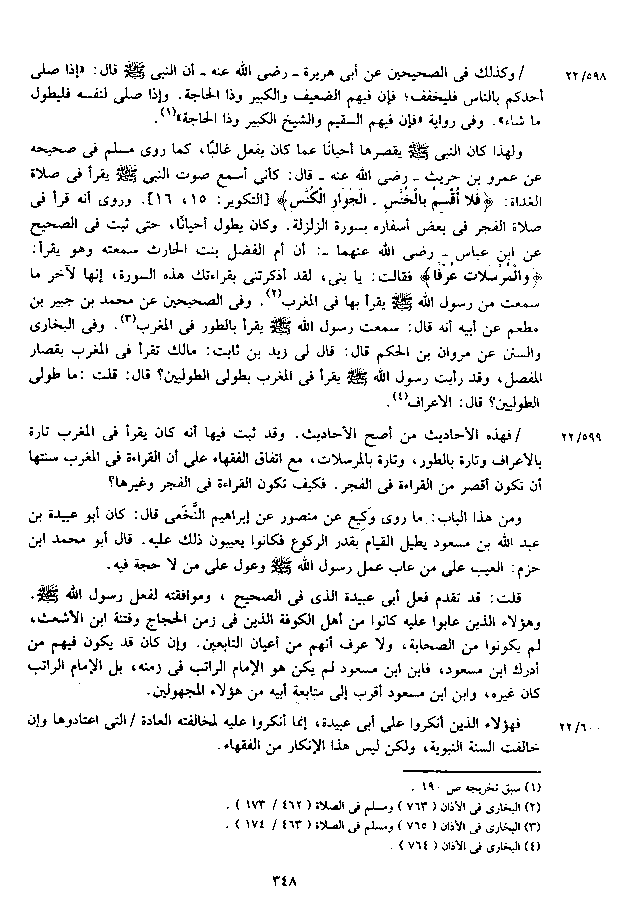 ٢٢/٥٩٨ / وكذلك فى الصحيحين عن أبى هريرة ـ رضى الله عنه ـ أن النبى ﷺ قال: «إذا صلى
أحدكم بالناس فليخفف؛ فإن فيهم الضعيف والكبير وذا الحاجة. وإذا صلى لنفسه فليطول
ما شاء». وفى رواية «فإن فيهم السقيم والشيخ الكبير وذا الحاجة»(١).
ولهذا كان النبى ﷺ يقصرها أحيانًا عما كان يفعل غالبًا، كما روى مسلم فى صحيحه
عن عمرو بن حريث ـ رضى الله عنه ـ قال: كأنى أسمع صوت النبى ﷺ يقرأ فى صلاة
الغداة: ﴿فَلا أُقْسِمُ بِالْخُنَّسِ . الْجَوَارِ الْكُنَّسِ﴾ [التكوير: ١٥، ١٦]. وروى أنه قرأ فى
صلاة الفجر فى بعض أسفاره بسورة الزلزلة. وكان يطول أحيانًا، حتى ثبت فى الصحيح
عن ابن عباس ـ رضى الله عنهما ـ: أن أم الفضل بنت الحارث سمعته وهو يقرأ:
﴿وَالْمُرْسَلاتِ عُرْفًا﴾ فقالت: يا بنى، لقد أذكرتنى بقراءتك هذه السورة، إنها لآخر ما
سمعت من رسول الله ﷺ يقرأ بها فى المغرب(٢). وفى الصحيحين عن محمد بن جبير بن
مطعم عن أبيه أنه قال: سمعت رسول الله ﷺ يقرأ بالطور فى المغرب(٣). وفى البخارى
والسنن عن مروان بن الحكم قال: قال لى زيد بن ثابت: مالك تقرأ فى المغرب بقصار
المفصل، وقد رأيت رسول الله ﷺ يقرأ فى المغرب بطولى الطوليين؟ قال: قلت: ما طولى
الطوليين؟ قال: الأعراف(٤).
٢٢/٥٩٩ / فهذه الأحاديث من أصح الأحاديث. وقد ثبت فيها أنه كان يقرأ فى المغرب تارة
بالأعراف وتارة بالطور، وتارة بالمرسلات، مع اتفاق الفقهاء على أن القراءة فى المغرب سنتها
أن تكون أقصر من القراءة فى الفجر. فكيف تكون القراءة فى الفجر وغيرها؟
ومن هذا الباب: ما روى وكيع عن منصور عن إبراهيم النَّخَعى قال: كان أبو عبيدة بن
عبد الله بن مسعود يطيل القيام بقدر الركوع فكانوا يعيبون ذلك عليه. قال أبو محمد ابن
حزم: العيب على من عاب عمل رسول الله ﷺ وعول على من لا حجة فيه.
قلت: قد تقدم فعل أبى عبيدة الذى فى الصحيح ، وموافقته لفعل رسول الله ﷺ.
وهؤلاء الذين عابوا عليه كانوا من أهل الكوفة الذين فى زمن الحجاج وفتنة ابن الأشعث،
لم يكونوا من الصحابة، ولا عرف أنهم من أعيان التابعين. وإن كان قد يكون فيهم من
أدرك ابن مسعود، فابن ابن مسعود لم يكن هو الإمام الراتب فى زمنه، بل الإمام الراتب
كان غيره، وابن ابن مسعود أقرب إلى متابعة أبيه من هؤلاء المجهولين.
٢٢/٦٠٠ فهؤلاء الذين أنكروا على أبى عبيدة، إنما أنكروا عليه لمخالفته العادة / التى اعتادوها وإن
خالفت السنة النبوية، ولكن ليس هذا الإنكار من الفقهاء.
(١) سبق تخريجه ص ١٩٠ .
(٢) البخارى فى الأذان (٧٦٣) ومسلم فى الصلاة (٤٦٢ / ١٧٣) .
(٣) البخارى فى الأذان (٧٦٥) ومسلم فى الصلاة (٤٦٣ / ١٧٤) .
(٤) البخارى فى الأذان (٧٦٤) .
٣٤٨